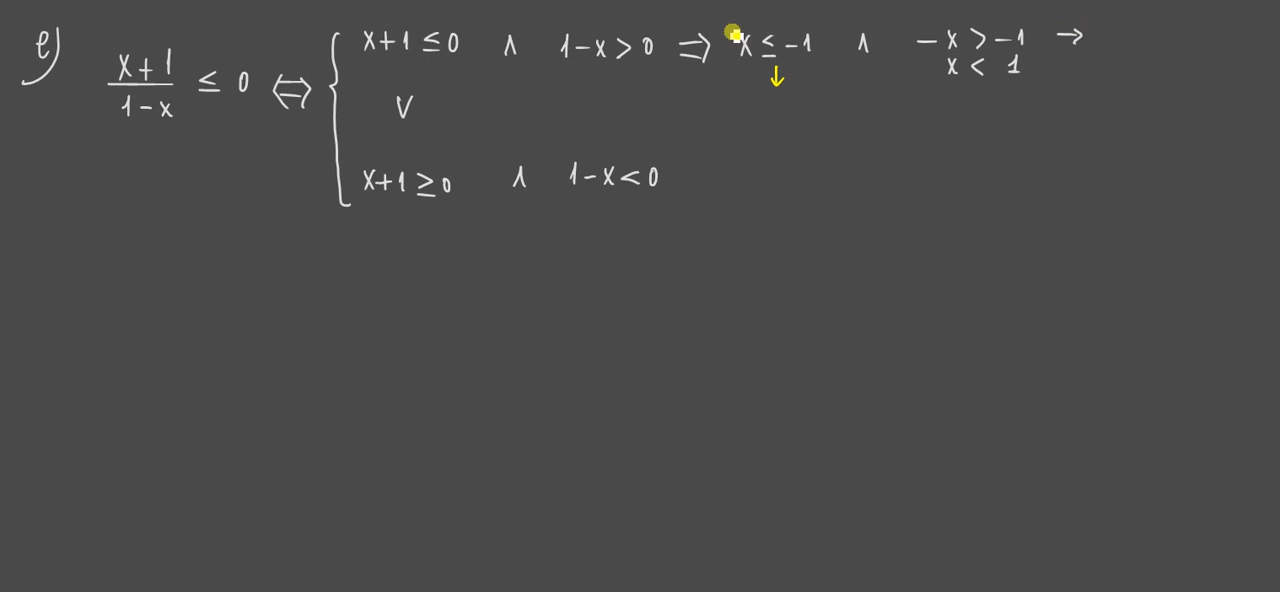 e) x+1/1-x ≤ 0 ⇔ {
x+1 ≤ 0 ∧ 1-x > 0 ⇒ x ≤ -1 ∧ -x > -1 →
↓ x < 1
∨
x+1 ≥ 0 ∧ 1-x < 0